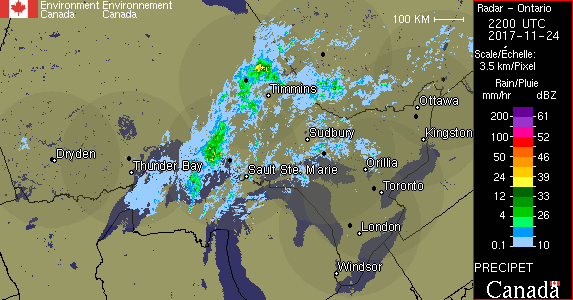 Environment Environnement
Canada Canada
100 KM
Timmins
Ottawa
Sudbury
Kingston
Dryden
Thunder Bay
Sault Ste. Marie
Orillia
Toronto
London
Windsor
Radar - Ontario
2200 UTC
2017-11-24
Scale/Échelle:
3.5 km/Pixel
Rain/Pluie
mm/hr dBZ
200 61
100 52
50 46
24 39
12 33
4 26
0.1 10
PRECIPET
Canada